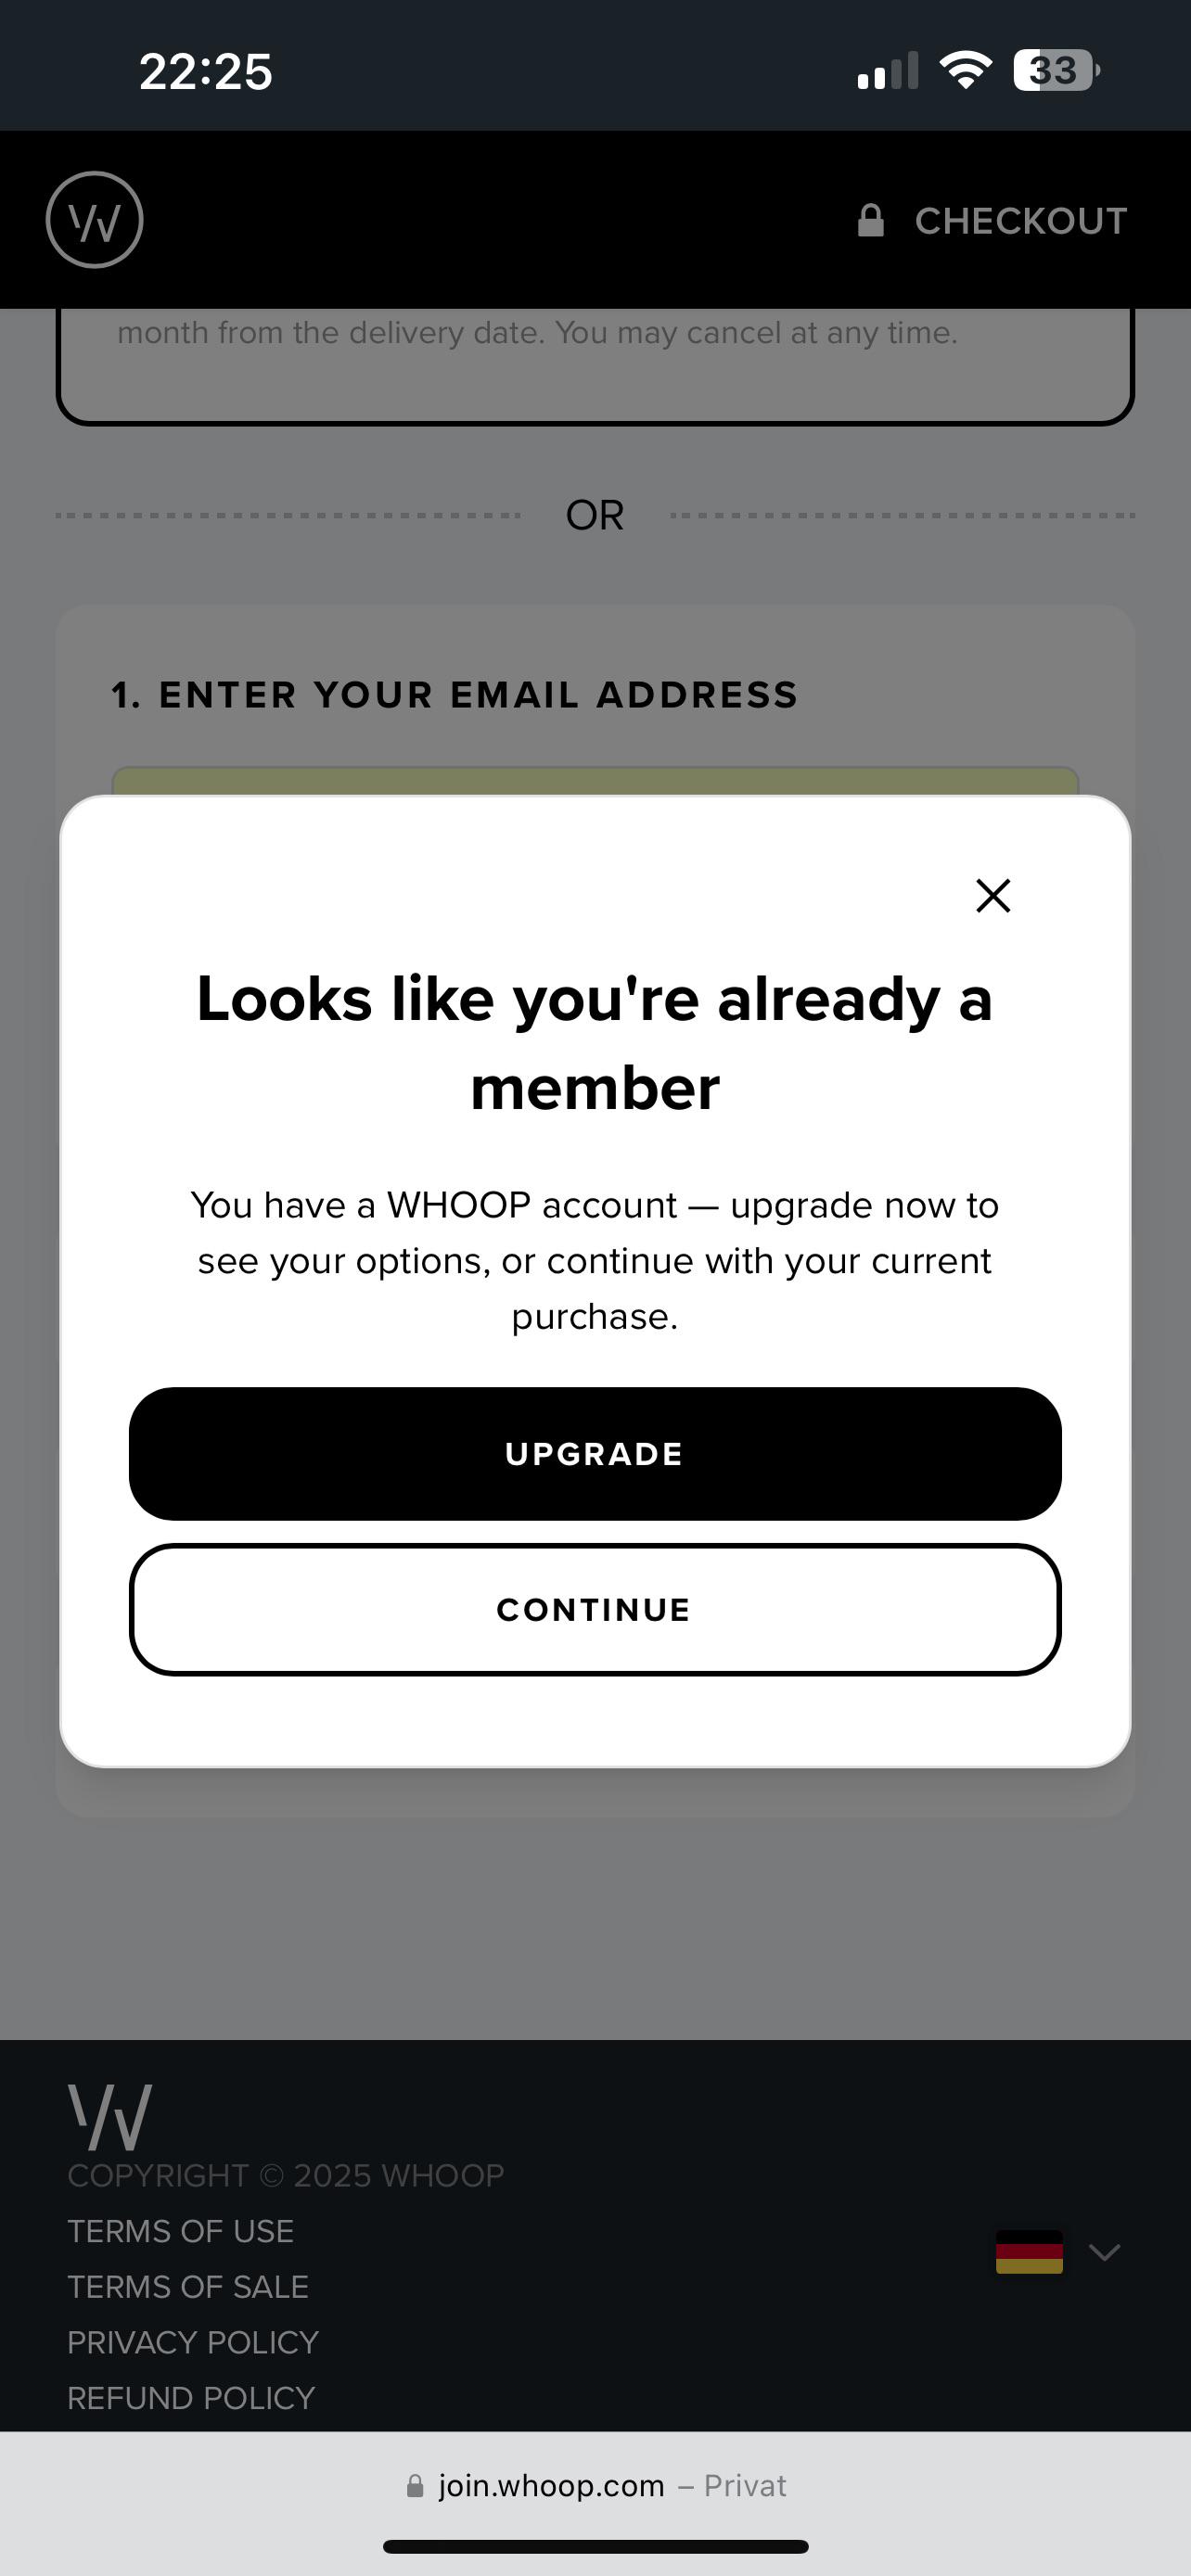 22:25
33
W
CHECKOUT
month from the delivery date. You may cancel at any time.
OR
1. ENTER YOUR EMAIL ADDRESS
Looks like you're already a
member
You have a WHOOP account — upgrade now to
see your options, or continue with your current
purchase.
UPGRADE
CONTINUE
W
COPYRIGHT © 2025 WHOOP
TERMS OF USE
TERMS OF SALE
PRIVACY POLICY
REFUND POLICY
join.whoop.com – Privat